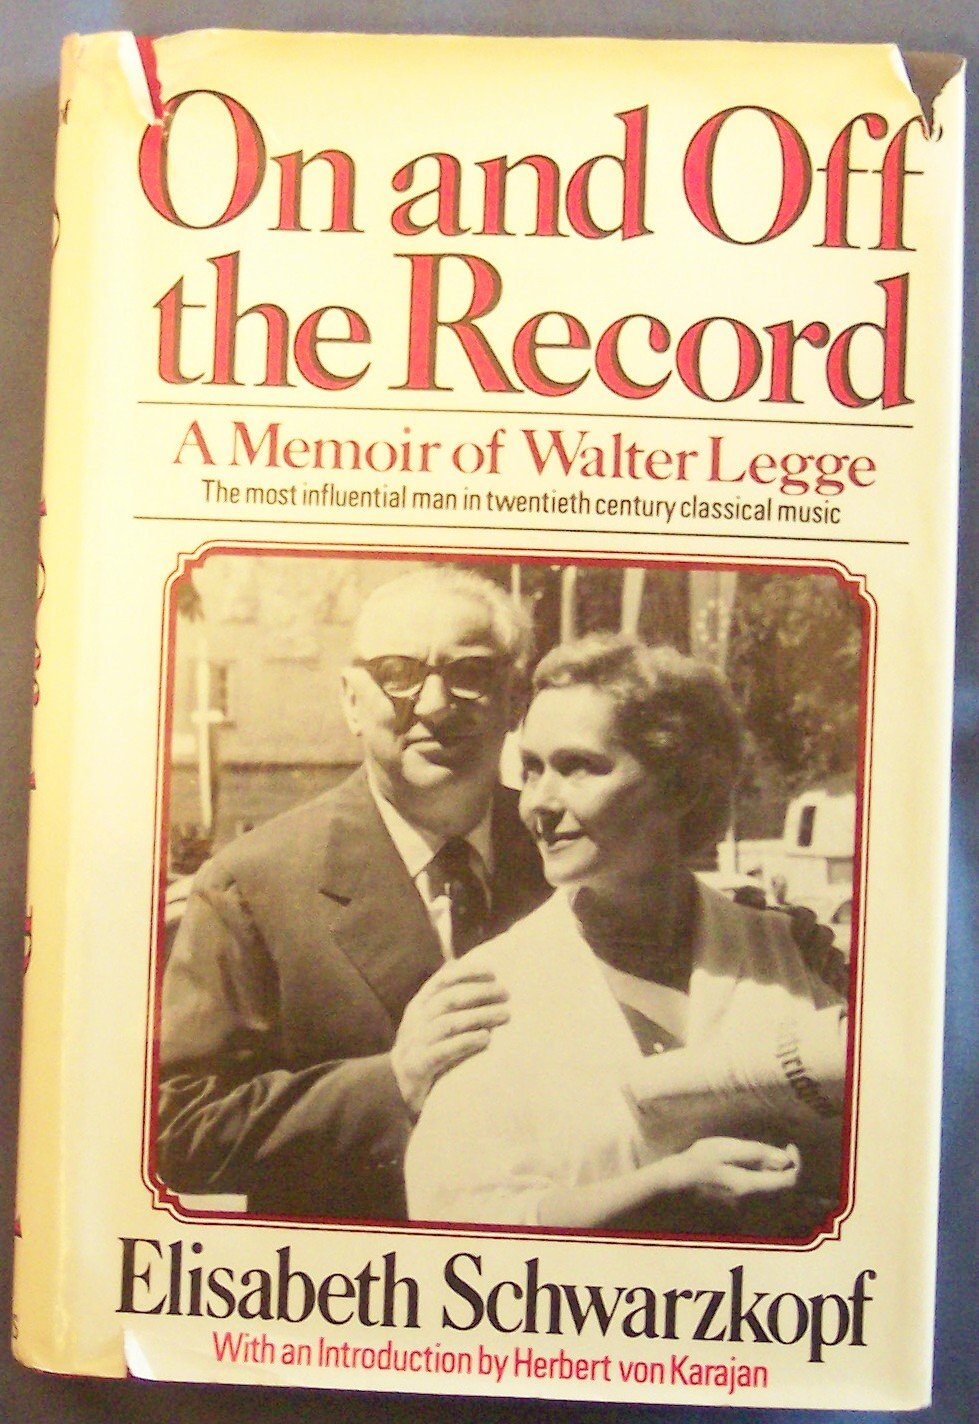 On and Off
the Record
A Memoir of Walter Legge
The most influential man in twentieth century classical music
Elisabeth Schwarzkopf
With an Introduction by Herbert von Karajan